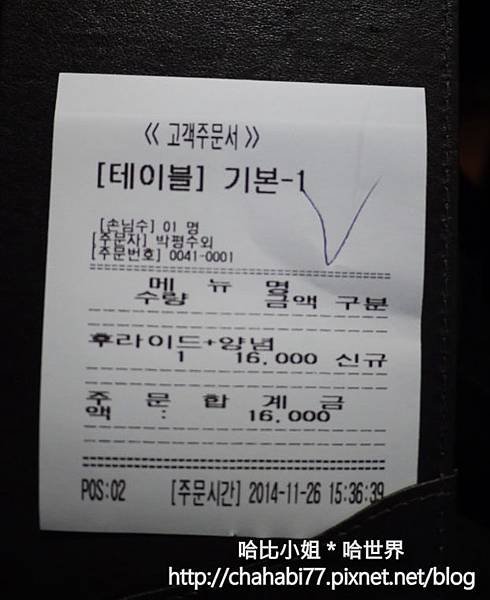 《 고객주문서 》
[테이블] 기본-1
[손님수] 01 명
[주문자] 박평수외
[주문번호] 0041-0001
메 뉴 명
수량 금액 구분
후라이드+양념
1 16,000 신규
주 문 합 계 금
액 : 16,000
POS:02 [주문시간] 2014-11-26 15:36:39
哈比小姐 * 哈世界
http://chahabi77.pixnet.net/blog